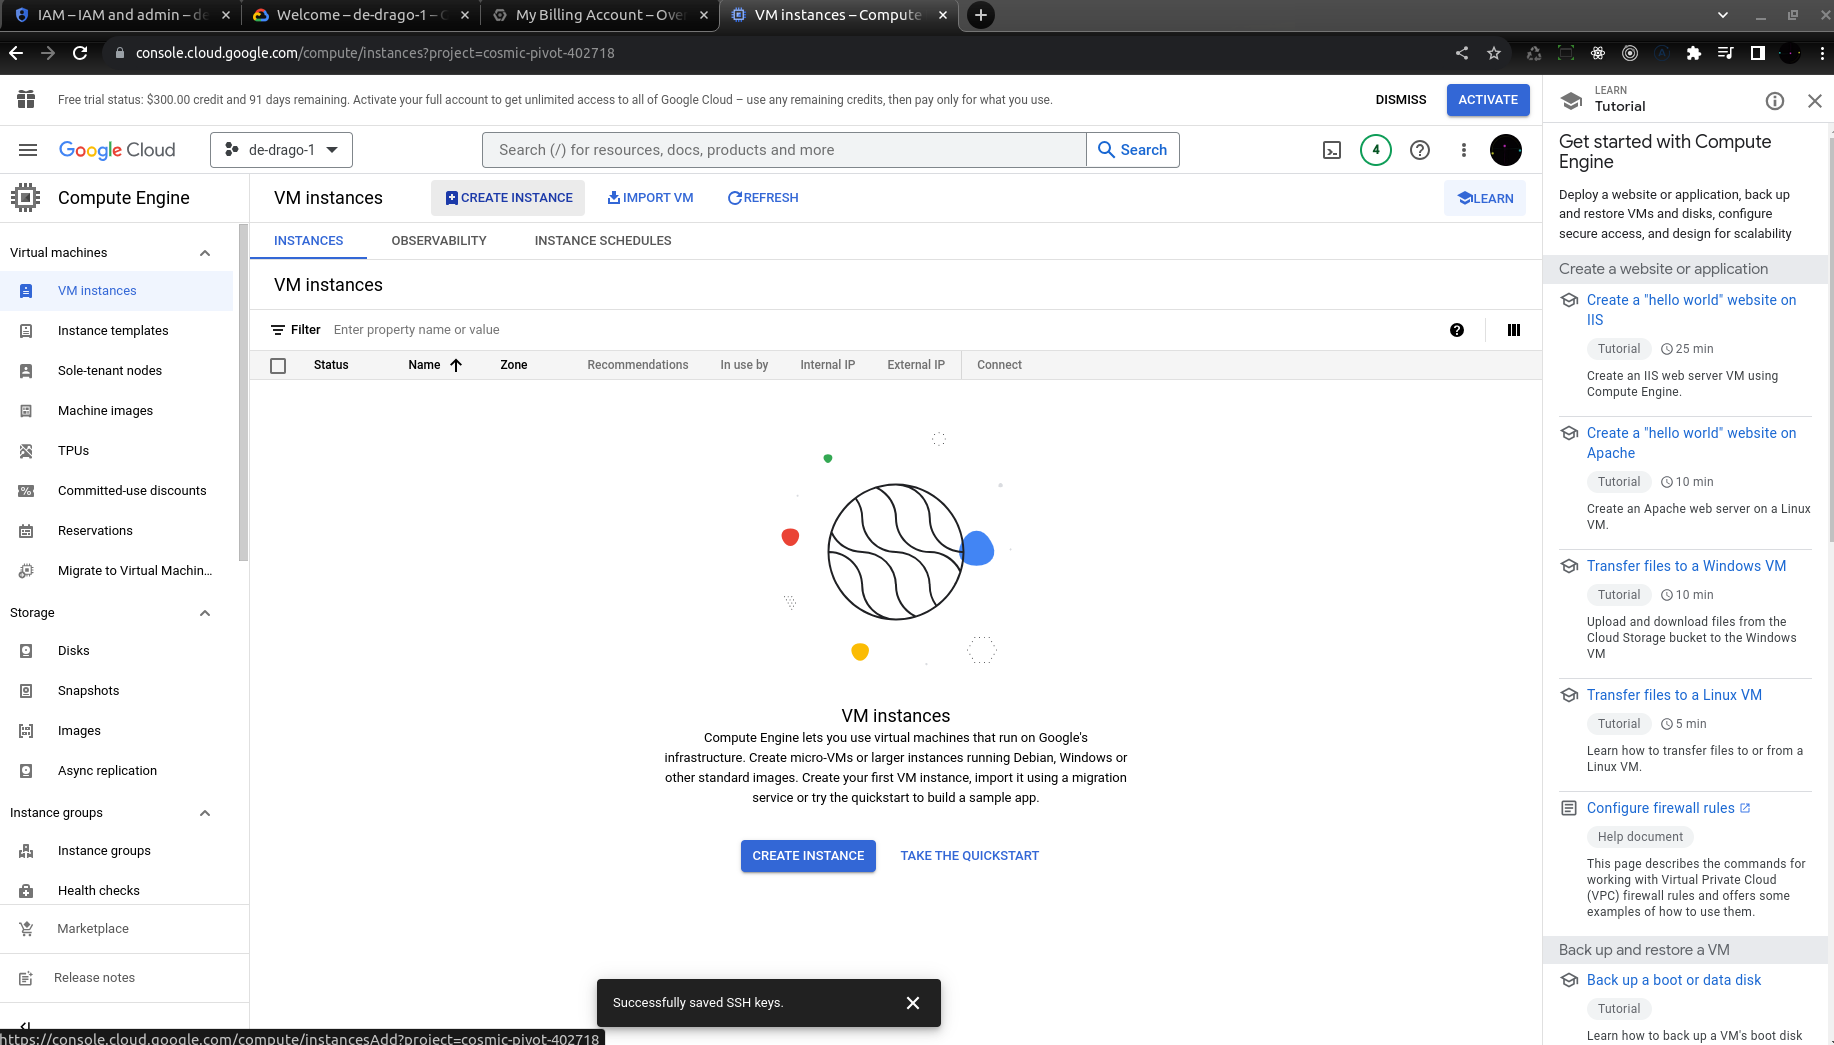 IAM – IAM and admin – de
Welcome – de-drago-1 – C
My Billing Account – Over
VM instances – Compute
console.cloud.google.com/compute/instances?project=cosmic-pivot-402718
Free trial status: $300.00 credit and 91 days remaining. Activate your full account to get unlimited access to all of Google Cloud – use any remaining credits, then pay only for what you use.
DISMISS
ACTIVATE
Google Cloud
de-drago-1
Search (/) for resources, docs, products and more
Search
4
Compute Engine
Virtual machines
VM instances
Instance templates
Sole-tenant nodes
Machine images
TPUs
Committed-use discounts
Reservations
Migrate to Virtual Machin...
Storage
Disks
Snapshots
Images
Async replication
Instance groups
Instance groups
Health checks
Marketplace
Release notes
https://console.cloud.google.com/compute/instancesAdd?project=cosmic-pivot-402718
VM instances
CREATE INSTANCE
IMPORT VM
REFRESH
LEARN
INSTANCES
OBSERVABILITY
INSTANCE SCHEDULES
VM instances
Filter
Enter property name or value
Status
Name
Zone
Recommendations
In use by
Internal IP
External IP
Connect
VM instances
Compute Engine lets you use virtual machines that run on Google's
infrastructure. Create micro-VMs or larger instances running Debian, Windows or
other standard images. Create your first VM instance, import it using a migration
service or try the quickstart to build a sample app.
CREATE INSTANCE
TAKE THE QUICKSTART
Successfully saved SSH keys.
LEARN
Tutorial
Get started with Compute
Engine
Deploy a website or application, back up
and restore VMs and disks, configure
secure access, and design for scalability
Create a website or application
Create a "hello world" website on
IIS
Tutorial
25 min
Create an IIS web server VM using
Compute Engine.
Create a "hello world" website on
Apache
Tutorial
10 min
Create an Apache web server on a Linux
VM.
Transfer files to a Windows VM
Tutorial
10 min
Upload and download files from the
Cloud Storage bucket to the Windows
VM
Transfer files to a Linux VM
Tutorial
5 min
Learn how to transfer files to or from a
Linux VM.
Configure firewall rules
Help document
This page describes the commands for
working with Virtual Private Cloud
(VPC) firewall rules and offers some
examples of how to use them.
Back up and restore a VM
Back up a boot or data disk
Tutorial
Learn how to back up a VM's boot disk